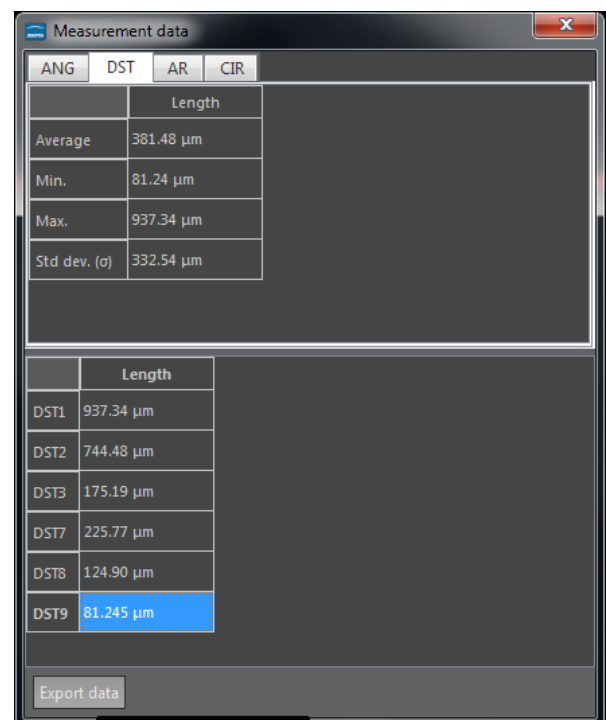 Measurement data
ANG DST AR CIR
Length
Average 381.48 µm
Min. 81.24 µm
Max. 937.34 µm
Std dev. (σ) 332.54 µm
Length
DST1 937.34 µm
DST2 744.48 µm
DST3 175.19 µm
DST7 225.77 µm
DST8 124.90 µm
DST9 81.245 µm
Export data